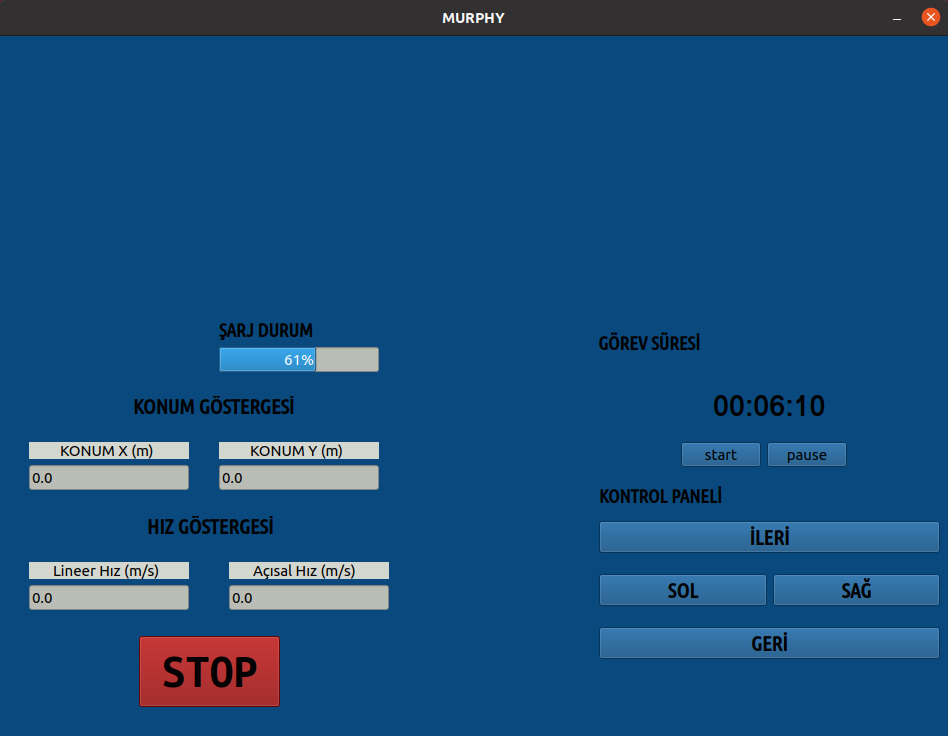 MURPHY
ŞARJ DURUM
61%
KONUM GÖSTERGESİ
KONUM X (m) KONUM Y (m)
0.0 0.0
HIZ GÖSTERGESİ
Lineer Hız (m/s) Açısal Hız (m/s)
0.0 0.0
STOP
GÖREV SÜRESİ
00:06:10
start pause
KONTROL PANELİ
İLERİ
SOL SAĞ
GERİ